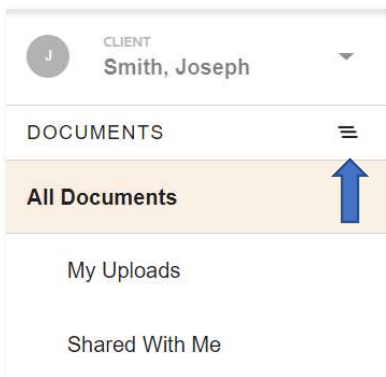 J
CLIENT
Smith, Joseph
DOCUMENTS
All Documents
My Uploads
Shared With Me